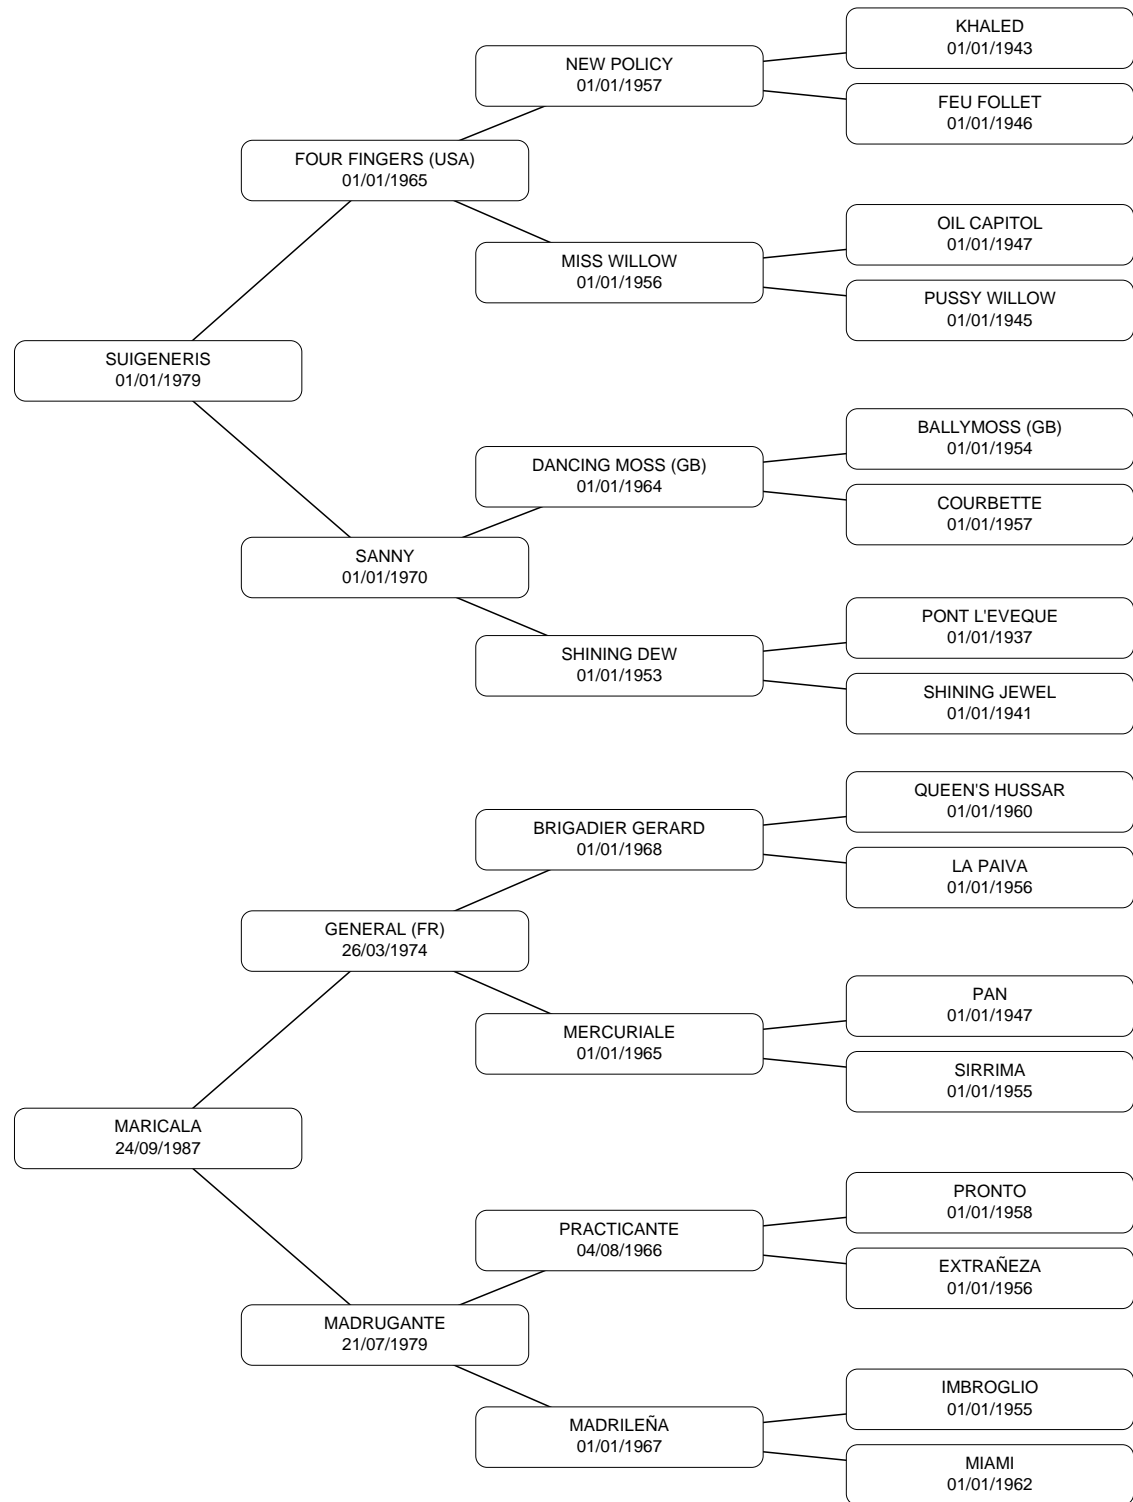 KHALED
01/01/1943
NEW POLICY
01/01/1957
FEU FOLLET
01/01/1946
FOUR FINGERS (USA)
01/01/1965
OIL CAPITOL
01/01/1947
MISS WILLOW
01/01/1956
PUSSY WILLOW
01/01/1945
SUIGENERIS
01/01/1979
BALLYMOSS (GB)
01/01/1954
DANCING MOSS (GB)
01/01/1964
COURBETTE
01/01/1957
SANNY
01/01/1970
PONT L'EVEQUE
01/01/1937
SHINING DEW
01/01/1953
SHINING JEWEL
01/01/1941
QUEEN'S HUSSAR
01/01/1960
BRIGADIER GERARD
01/01/1968
LA PAIVA
01/01/1956
GENERAL (FR)
26/03/1974
PAN
01/01/1947
MERCURIALE
01/01/1965
SIRRIMA
01/01/1955
MARICALA
24/09/1987
PRONTO
01/01/1958
PRACTICANTE
04/08/1966
EXTRAÑEZA
01/01/1956
MADRUGANTE
21/07/1979
IMBROGLIO
01/01/1955
MADRILEÑA
01/01/1967
MIAMI
01/01/1962